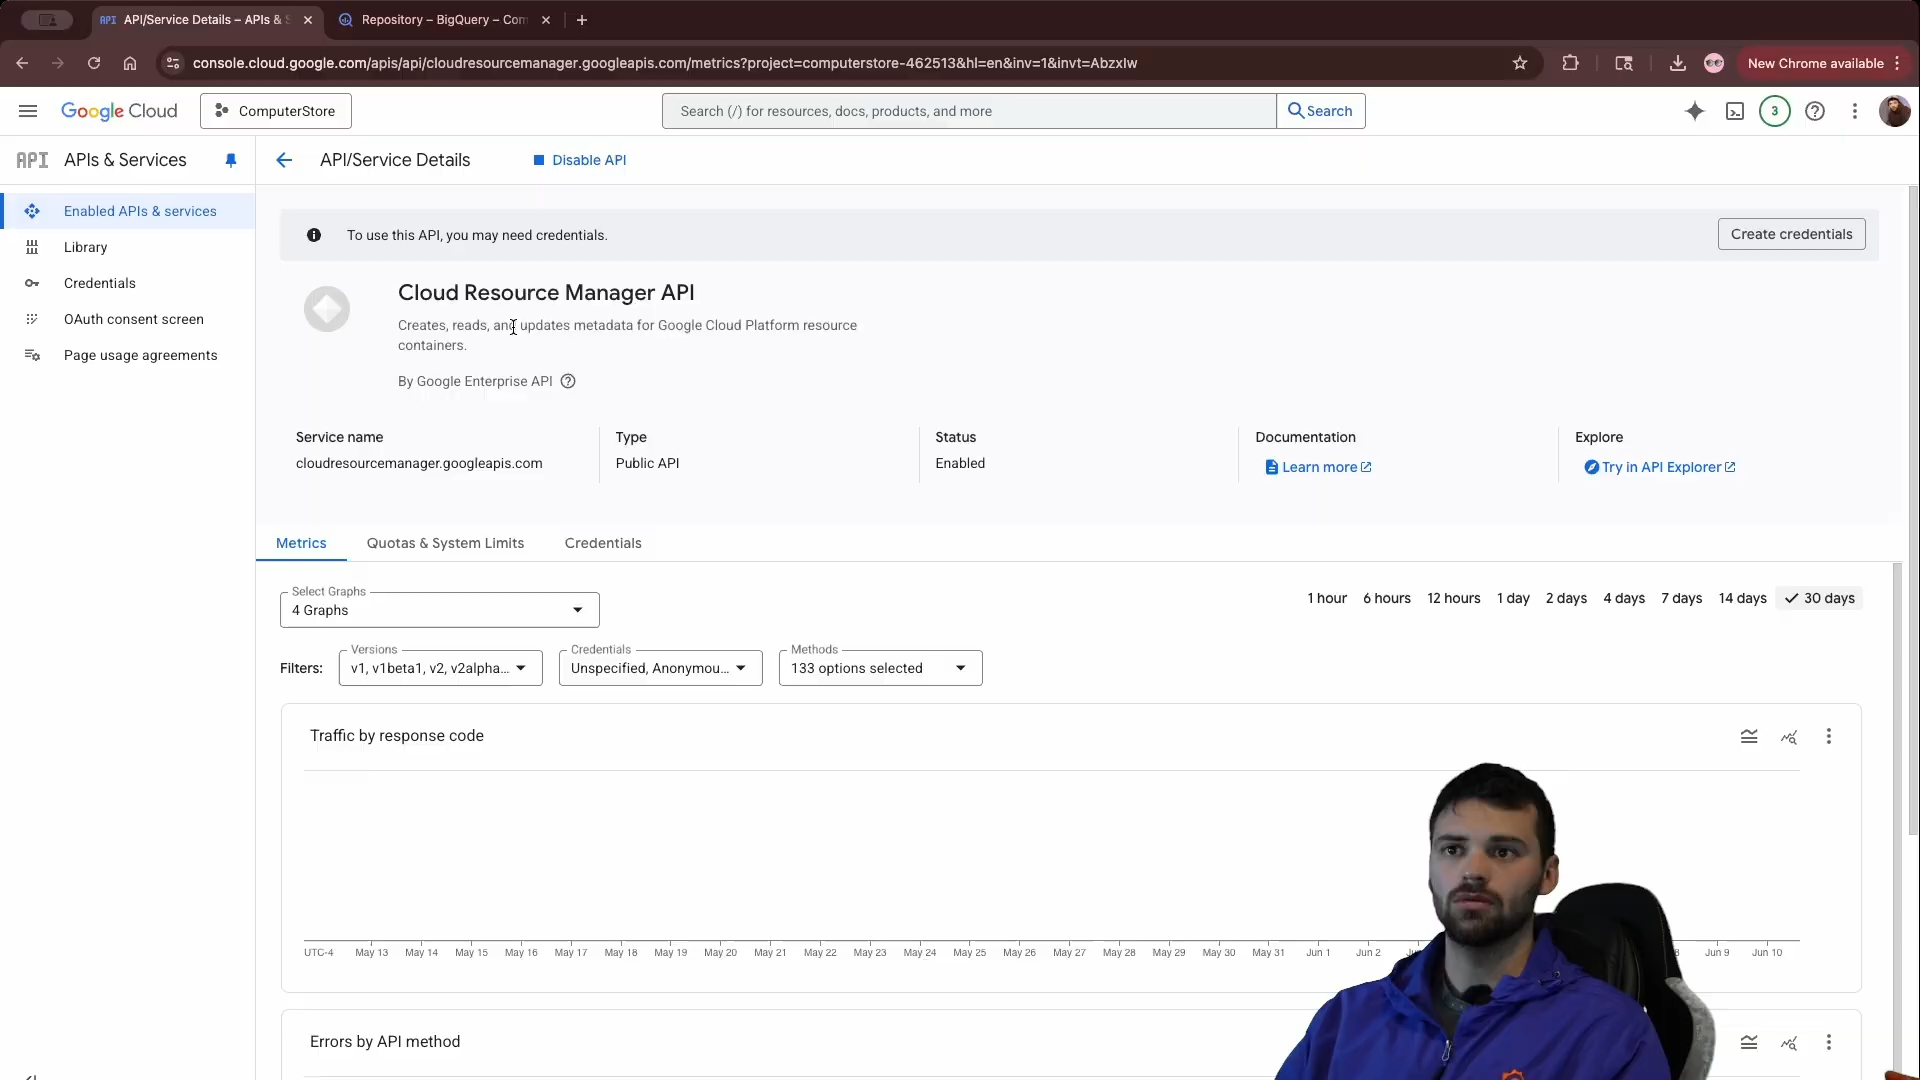 API/Service Details – APIs & S
Repository – BigQuery – Com
console.cloud.google.com/apis/api/cloudresourcemanager.googleapis.com/metrics?project=computerstore-462513&hl=en&inv=1&invt=AbzxIw
New Chrome available
Google Cloud
ComputerStore
Search (/) for resources, docs, products, and more
Search
3
API APIs & Services
API/Service Details
Disable API
Enabled APIs & services
Library
Credentials
OAuth consent screen
Page usage agreements
To use this API, you may need credentials.
Create credentials
Cloud Resource Manager API
Creates, reads, and updates metadata for Google Cloud Platform resource
containers.
By Google Enterprise API
Service name
cloudresourcemanager.googleapis.com
Type
Public API
Status
Enabled
Documentation
Learn more
Explore
Try in API Explorer
Metrics
Quotas & System Limits
Credentials
Select Graphs
4 Graphs
1 hour 6 hours 12 hours 1 day 2 days 4 days 7 days 14 days 30 days
Filters:
Versions
v1, v1beta1, v2, v2alpha...
Credentials
Unspecified, Anonymou...
Methods
133 options selected
Traffic by response code
UTC-4 May 13 May 14 May 15 May 16 May 17 May 18 May 19 May 20 May 21 May 22 May 23 May 24 May 25 May 26 May 27 May 28 May 29 May 30 May 31 Jun 1 Jun 2 Jun 9 Jun 10
Errors by API method